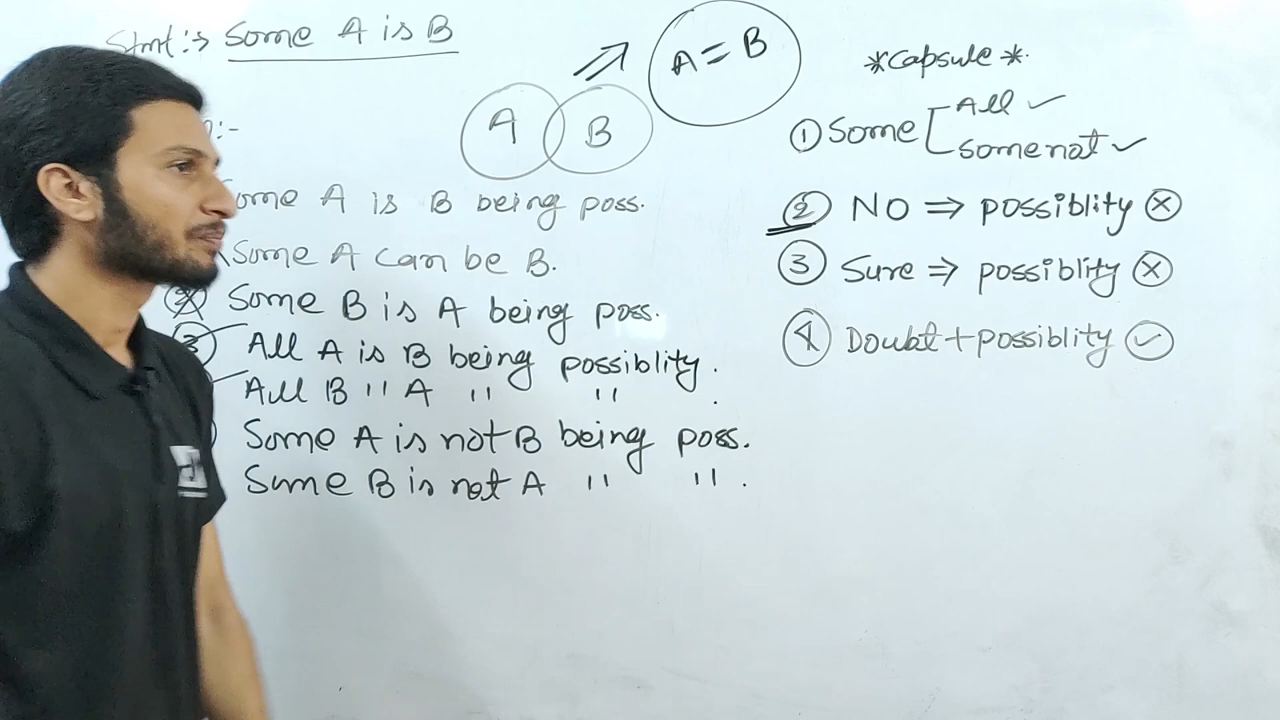 Stmt:→ Some A is B
:-
A B
A = B
ome A is B being poss.
Some A can be B.
Some B is A being poss.
All A is B being possiblity.
All B " A " " .
Some A is not B being poss.
Some B is not A " " .
*Capsule*.
① Some [ All ✓
some not ✓
② NO ⇒ possiblity ⊗
③ Sure ⇒ possiblity ⊗
④ Doubt + possiblity ✓